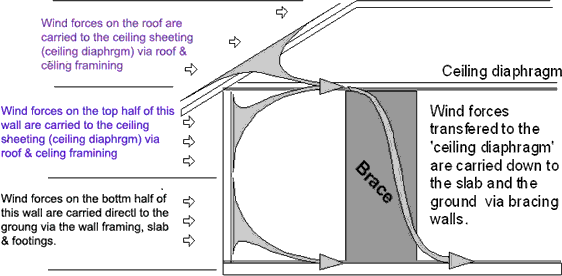 Wind forces on the roof are
carried to the ceiling sheeting
(ceiling diaphrgm) via roof &
celing framining
Wind forces on the top half of this
wall are carried to the ceiling
sheeting (ceiling diaphrgm) via
roof & celing framining
Wind forces on the bottm half of
this wall are carried directl to the
groung via the wall framing, slab
& footings.
Brace
Ceiling diaphragm
Wind forces
transfered to the
'ceiling diaphragm'
are carried down to
the slab and the
ground via bracing
walls.